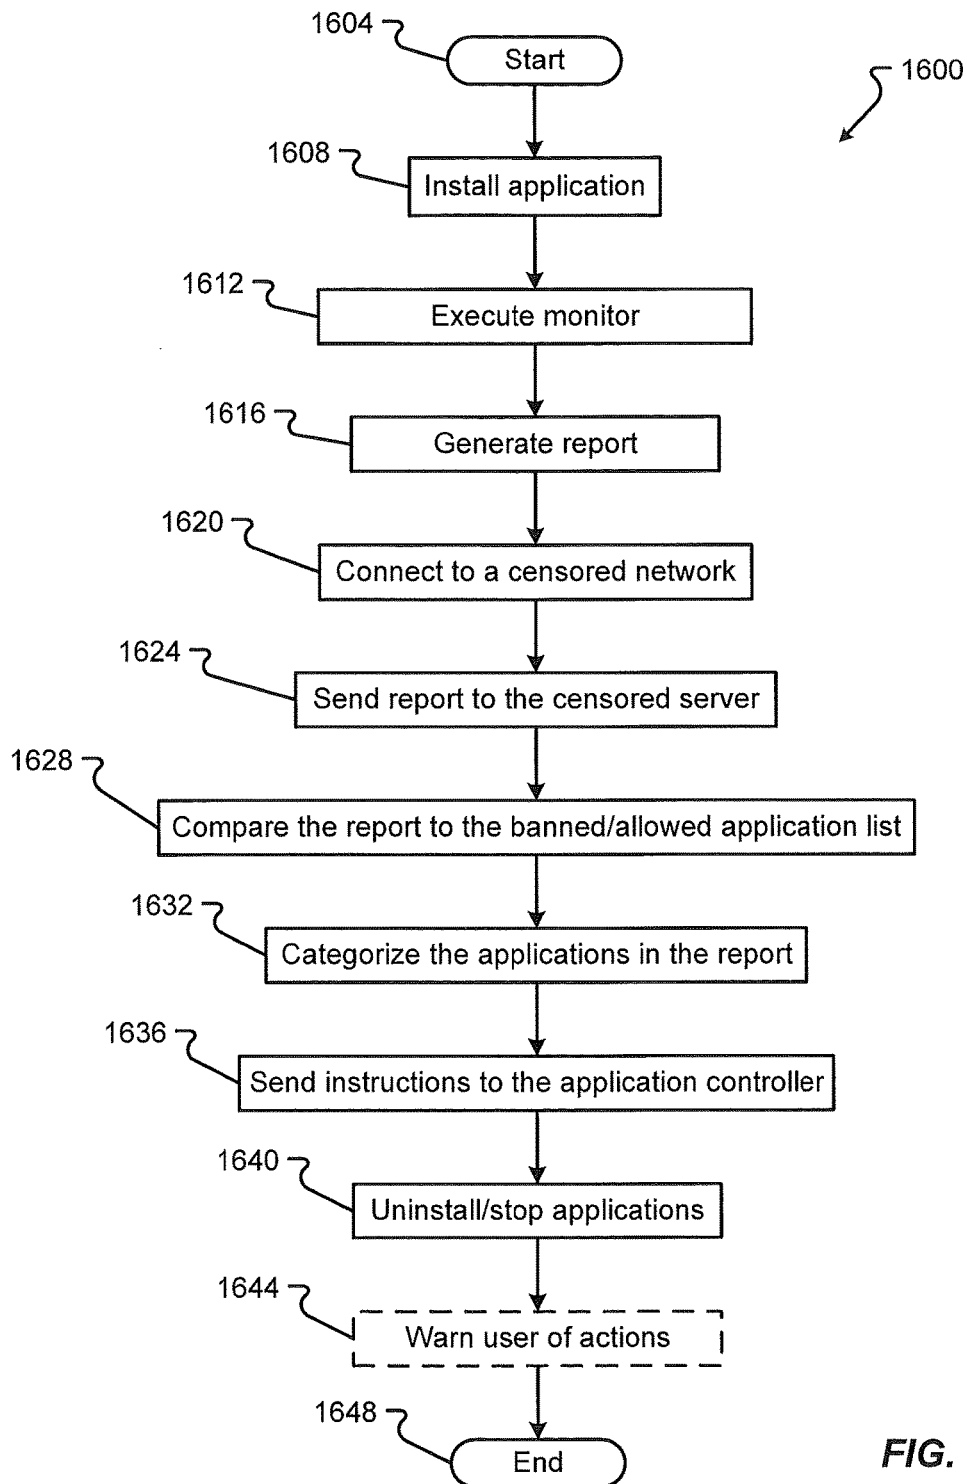 1604
Start
1600
1608
Install application
1612
Execute monitor
1616
Generate report
1620
Connect to a censored network
1624
Send report to the censored server
1628
Compare the report to the banned/allowed application list
1632
Categorize the applications in the report
1636
Send instructions to the application controller
1640
Uninstall/stop applications
1644
Warn user of actions
1648
End
FIG.